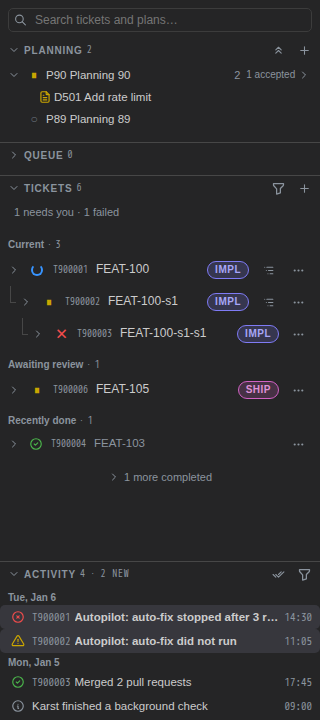 Search tickets and plans…
PLANNING 2
P90 Planning 90 2 1 accepted
D501 Add rate limit
P89 Planning 89
QUEUE 0
TICKETS 6
1 needs you · 1 failed
Current · 3
T900001 FEAT-100 IMPL
T900002 FEAT-100-s1 IMPL
T900003 FEAT-100-s1-s1 IMPL
Awaiting review · 1
T900006 FEAT-105 SHIP
Recently done · 1
T900004 FEAT-103
1 more completed
ACTIVITY 4 · 2 NEW
Tue, Jan 6
T900001 Autopilot: auto-fix stopped after 3 r… 14:30
T900002 Autopilot: auto-fix did not run 11:05
Mon, Jan 5
T900003 Merged 2 pull requests 17:45
Karst finished a background check 09:00